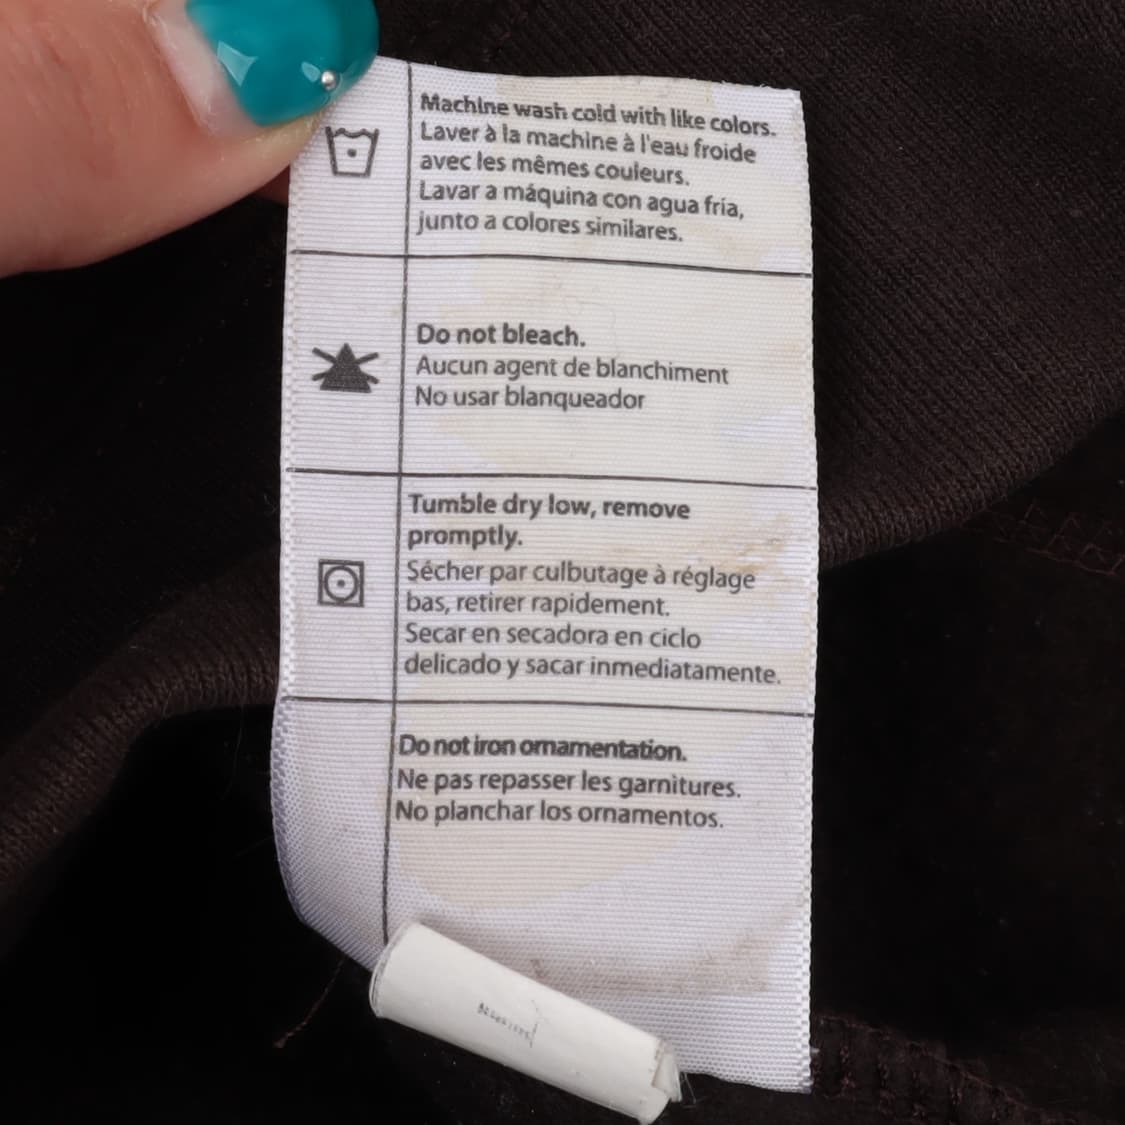 Machine wash cold with like colors.
Laver à la machine à l'eau froide
avec les mêmes couleurs.
Lavar a máquina con agua fría,
junto a colores similares.
Do not bleach.
Aucun agent de blanchiment
No usar blanqueador
Tumble dry low, remove
promptly.
Sécher par culbutage à réglage
bas, retirer rapidement.
Secar en secadora en ciclo
delicado y sacar inmediatamente.
Do not iron ornamentation.
Ne pas repasser les garnitures.
No planchar los ornamentos.